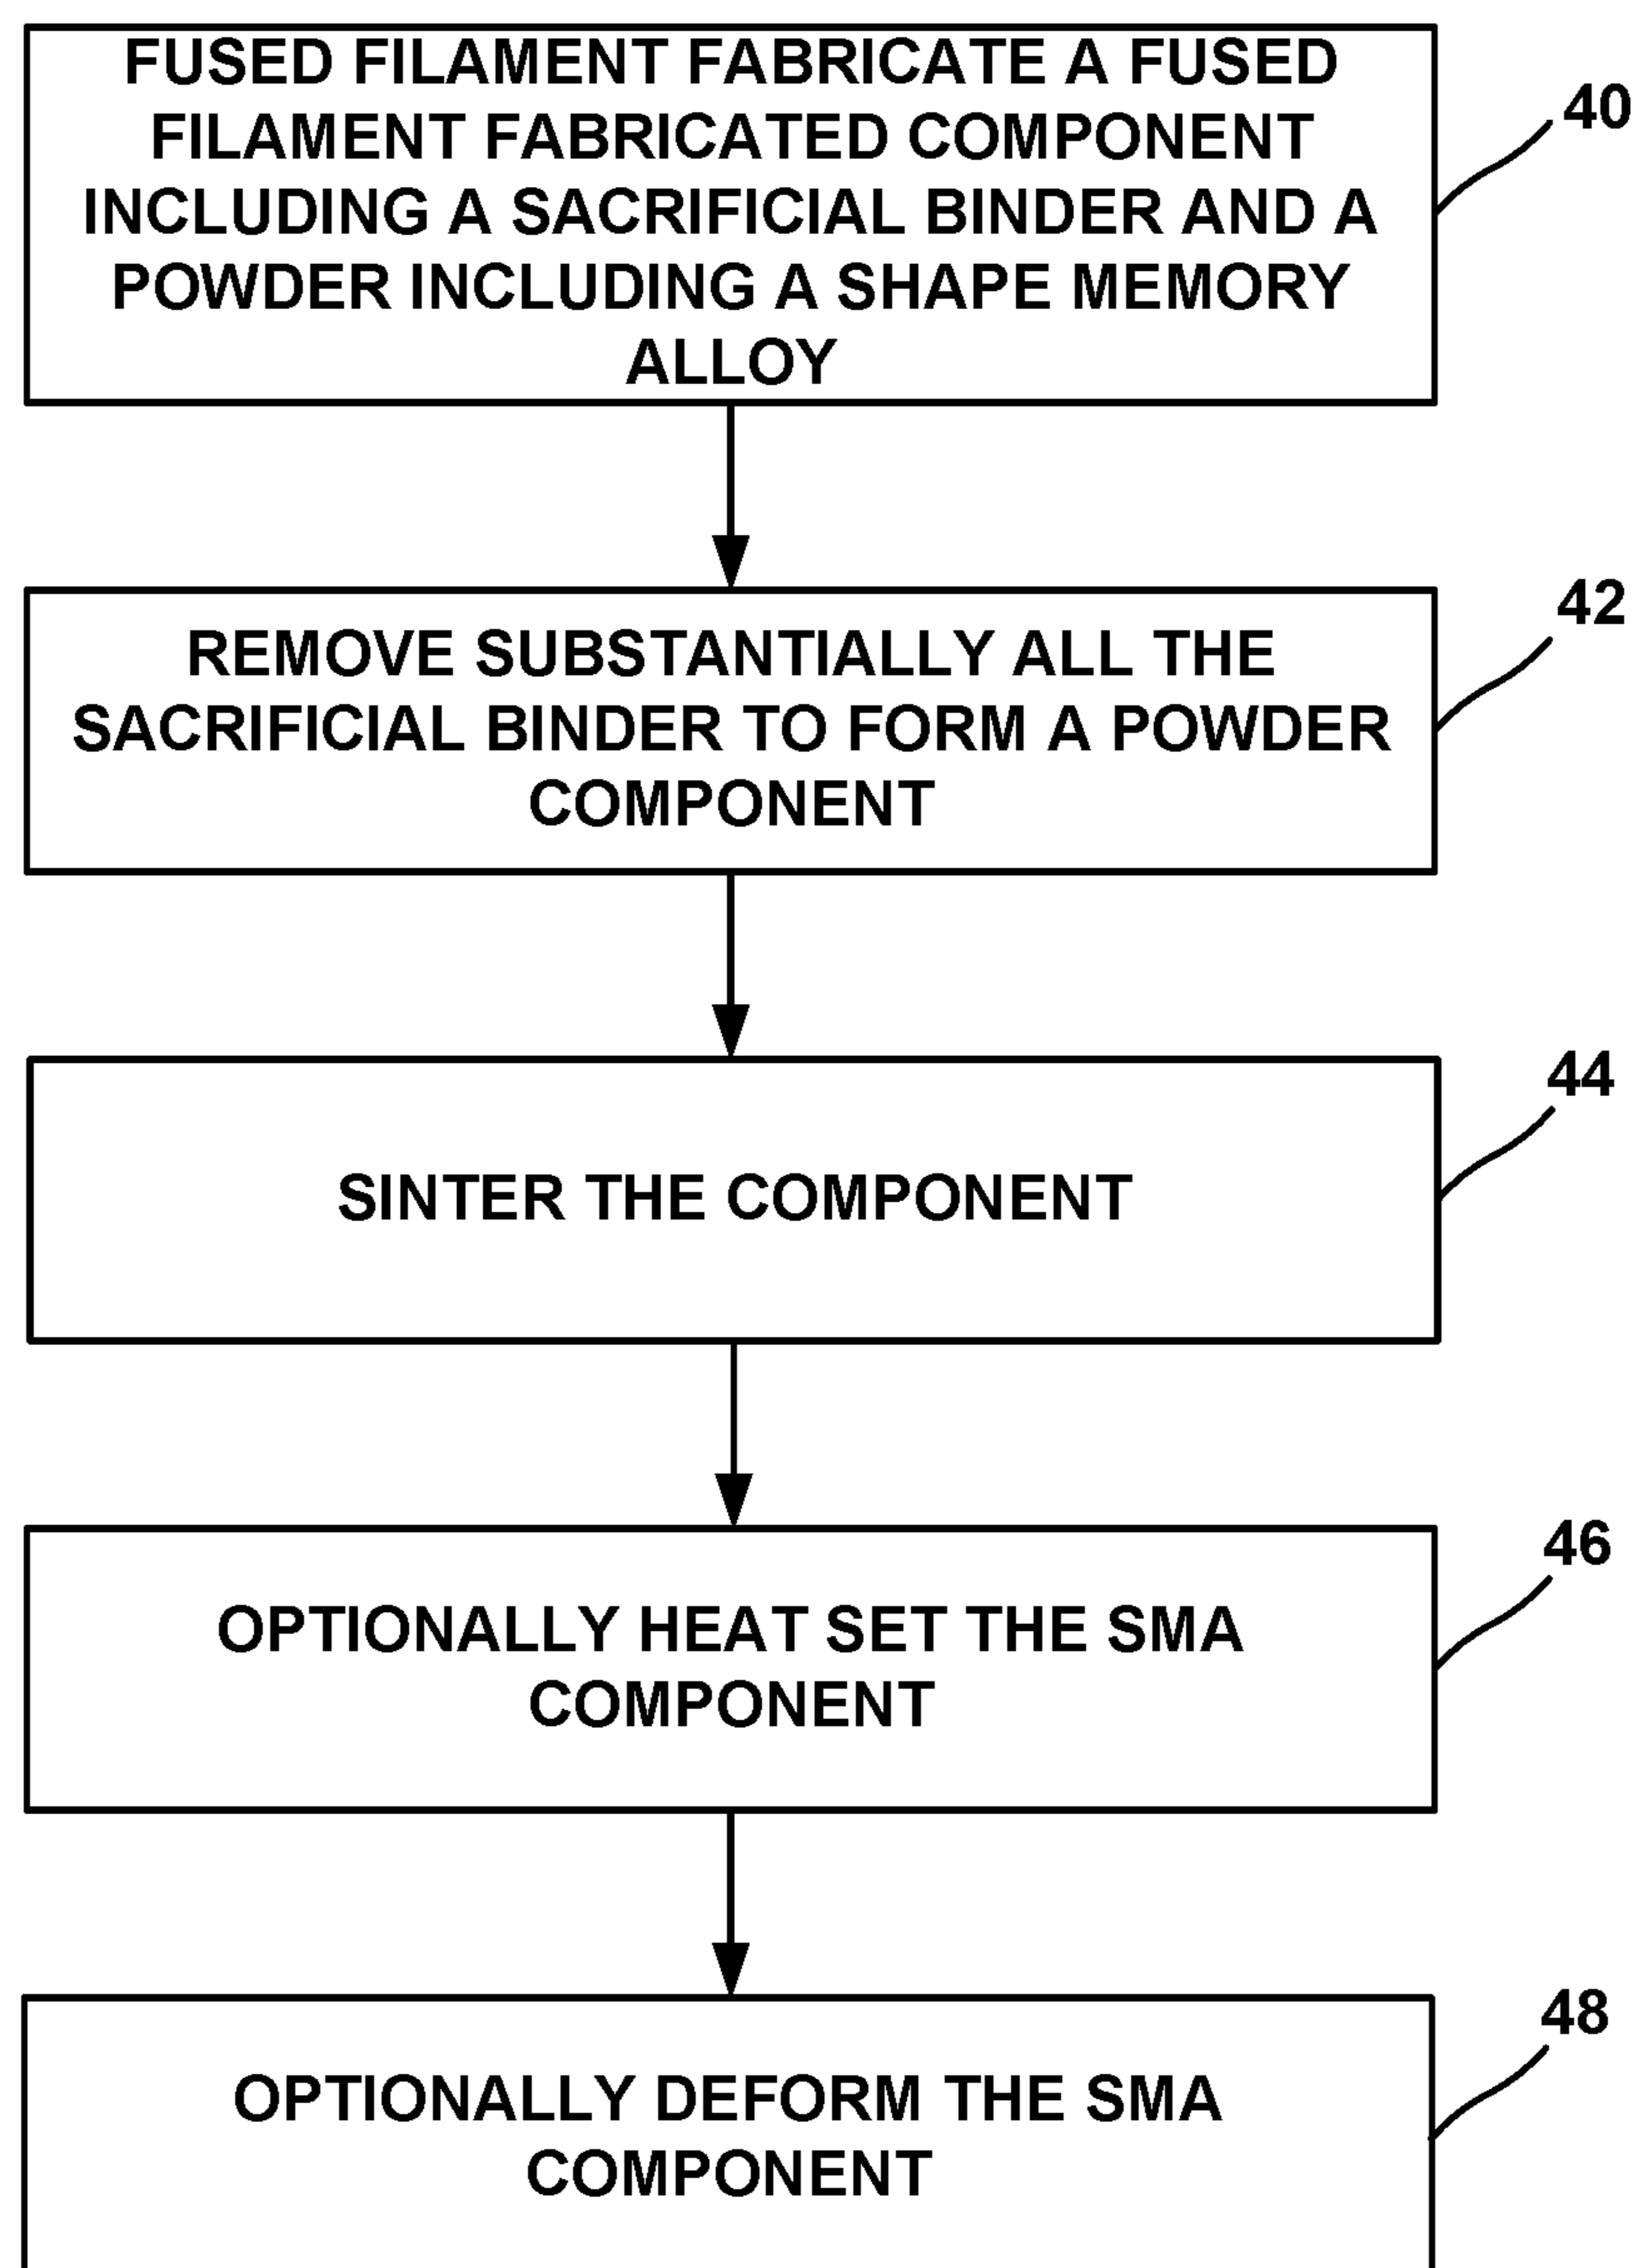 FUSED FILAMENT FABRICATE A FUSED
FILAMENT FABRICATED COMPONENT
INCLUDING A SACRIFICIAL BINDER AND A
POWDER INCLUDING A SHAPE MEMORY
ALLOY
40
REMOVE SUBSTANTIALLY ALL THE
SACRIFICIAL BINDER TO FORM A POWDER
COMPONENT
42
SINTER THE COMPONENT
44
OPTIONALLY HEAT SET THE SMA
COMPONENT
46
OPTIONALLY DEFORM THE SMA
COMPONENT
48